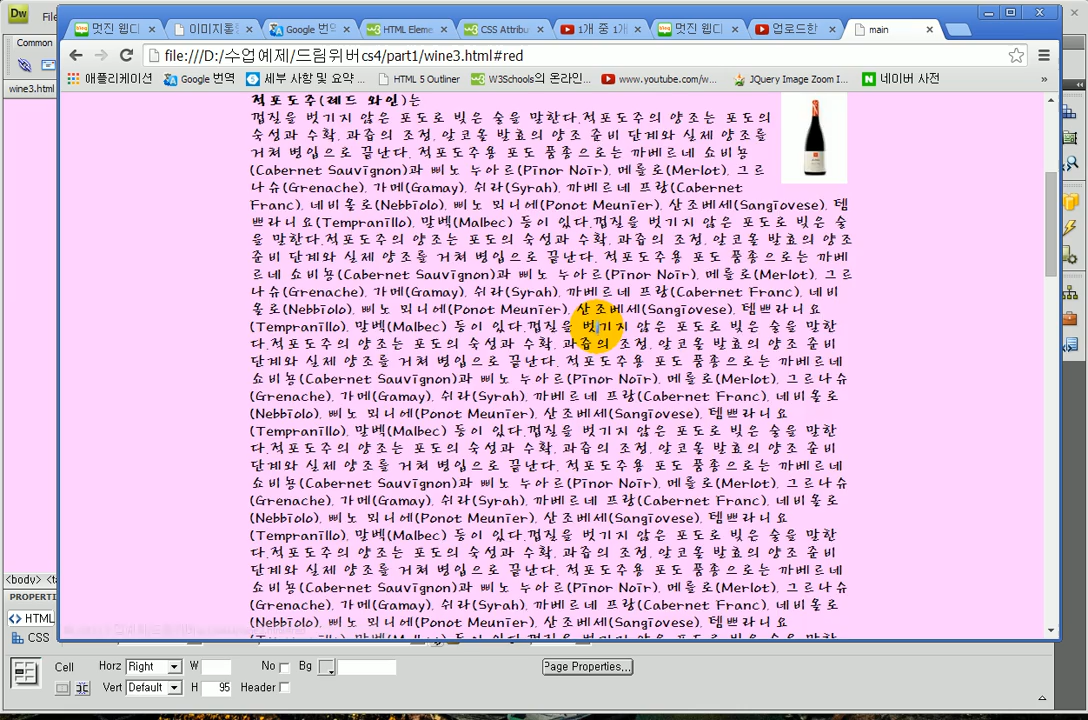 Dw
File
멋진 웹디
이미지롤
Google 번역
HTML Eleme
CSS Attribu
1개 중 1개
멋진 웹디
업로드한
main
Common
file:///D:/수업예제/드림위버cs4/part1/wine3.html#red
애플리케이션
Google 번역
세부 사항 및 요약 ...
HTML 5 Outliner
W3Schools의 온라인...
www.youtube.com/w...
JQuery Image Zoom I...
네이버 사전
»
wine3.html
적포도주(레드 와인)는
껍질을 벗기지 않은 포도로 빚은 술을 말한다.적포도주의 양조는 포도의
숙성과 수확, 과즙의 조정, 알코올 발효의 양조 준비 단계와 실제 양조를
거쳐 병입으로 끝난다. 적포도주용 포도 품종으로는 까베르네 쇼비뇽
(Cabernet Sauvignon)과 삐노 누아르(Pinor Noir), 메를로(Merlot), 그르
나슈(Grenache), 가메(Gamay), 쉬라(Syrah), 까베르네 프랑(Cabernet
Franc), 네비올로(Nebbiolo), 삐노 뫼니에(Ponot Meunier), 산조베세(Sangiovese), 템
쁘라니요(Tempranillo), 말벡(Malbec) 등이 있다.껍질을 벗기지 않은 포도로 빚은 술
을 말한다.적포도주의 양조는 포도의 숙성과 수확, 과즙의 조정, 알코올 발효의 양조
준비 단계와 실제 양조를 거쳐 병입으로 끝난다. 적포도주용 포도 품종으로는 까베
르네 쇼비뇽(Cabernet Sauvignon)과 삐노 누아르(Pinor Noir), 메를로(Merlot), 그르
나슈(Grenache), 가메(Gamay), 쉬라(Syrah), 까베르네 프랑(Cabernet Franc), 네비
올로(Nebbiolo), 삐노 뫼니에(Ponot Meunier), 산조베세(Sangiovese), 템쁘라니요
(Tempranillo), 말벡(Malbec) 등이 있다.껍질을 벗기지 않은 포도로 빚은 술을 말한
다.적포도주의 양조는 포도의 숙성과 수확, 과즙의 조정, 알코올 발효의 양조 준비
단계와 실제 양조를 거쳐 병입으로 끝난다. 적포도주용 포도 품종으로는 까베르네
쇼비뇽(Cabernet Sauvignon)과 삐노 누아르(Pinor Noir), 메를로(Merlot), 그르나슈
(Grenache), 가메(Gamay), 쉬라(Syrah), 까베르네 프랑(Cabernet Franc), 네비올로
(Nebbiolo), 삐노 뫼니에(Ponot Meunier), 산조베세(Sangiovese), 템쁘라니요
(Tempranillo), 말벡(Malbec) 등이 있다.껍질을 벗기지 않은 포도로 빚은 술을 말한
다.적포도주의 양조는 포도의 숙성과 수확, 과즙의 조정, 알코올 발효의 양조 준비
단계와 실제 양조를 거쳐 병입으로 끝난다. 적포도주용 포도 품종으로는 까베르네
쇼비뇽(Cabernet Sauvignon)과 삐노 누아르(Pinor Noir), 메를로(Merlot), 그르나슈
(Grenache), 가메(Gamay), 쉬라(Syrah), 까베르네 프랑(Cabernet Franc), 네비올로
(Nebbiolo), 삐노 뫼니에(Ponot Meunier), 산조베세(Sangiovese), 템쁘라니요
(Tempranillo), 말벡(Malbec) 등이 있다.껍질을 벗기지 않은 포도로 빚은 술을 말한
다.적포도주의 양조는 포도의 숙성과 수확, 과즙의 조정, 알코올 발효의 양조 준비
단계와 실제 양조를 거쳐 병입으로 끝난다. 적포도주용 포도 품종으로는 까베르네
쇼비뇽(Cabernet Sauvignon)과 삐노 누아르(Pinor Noir), 메를로(Merlot), 그르나슈
(Grenache), 가메(Gamay), 쉬라(Syrah), 까베르네 프랑(Cabernet Franc), 네비올로
(Nebbiolo), 삐노 뫼니에(Ponot Meunier), 산조베세(Sangiovese), 템쁘라니요
<body> <ta
PROPERTI
<> HTML
CSS
Cell Horz Right W No Bg Page Properties...
Vert Default H 95 Header